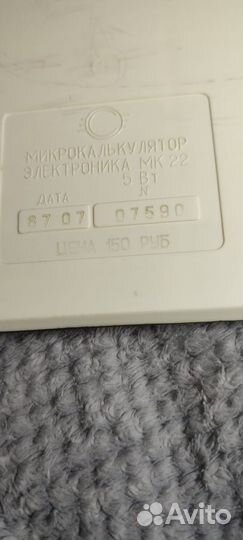 МИКРОКАЛЬКУЛЯТОР
ЭЛЕКТРОНИКА МК 22
5 Вт
ДАТА N
87 07 07590
ЦЕНА 150 РУБ
Avito